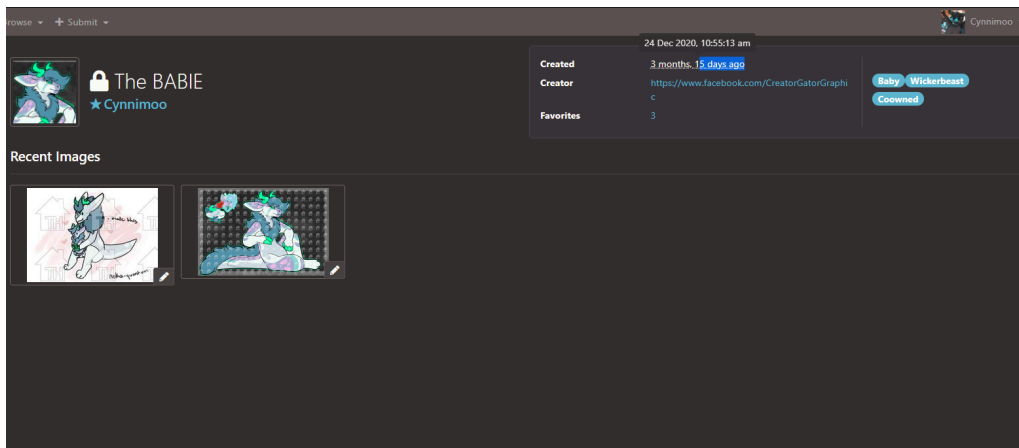 Browse Submit Cynnimoo
24 Dec 2020, 10:55:13 am
The BABIE
Cynnimoo
Created 3 months, 15 days ago
Creator https://www.facebook.com/CreatorGatorGraphi
c
Favorites 3
Baby Wickerbeast
Coowned
Recent Images
TH